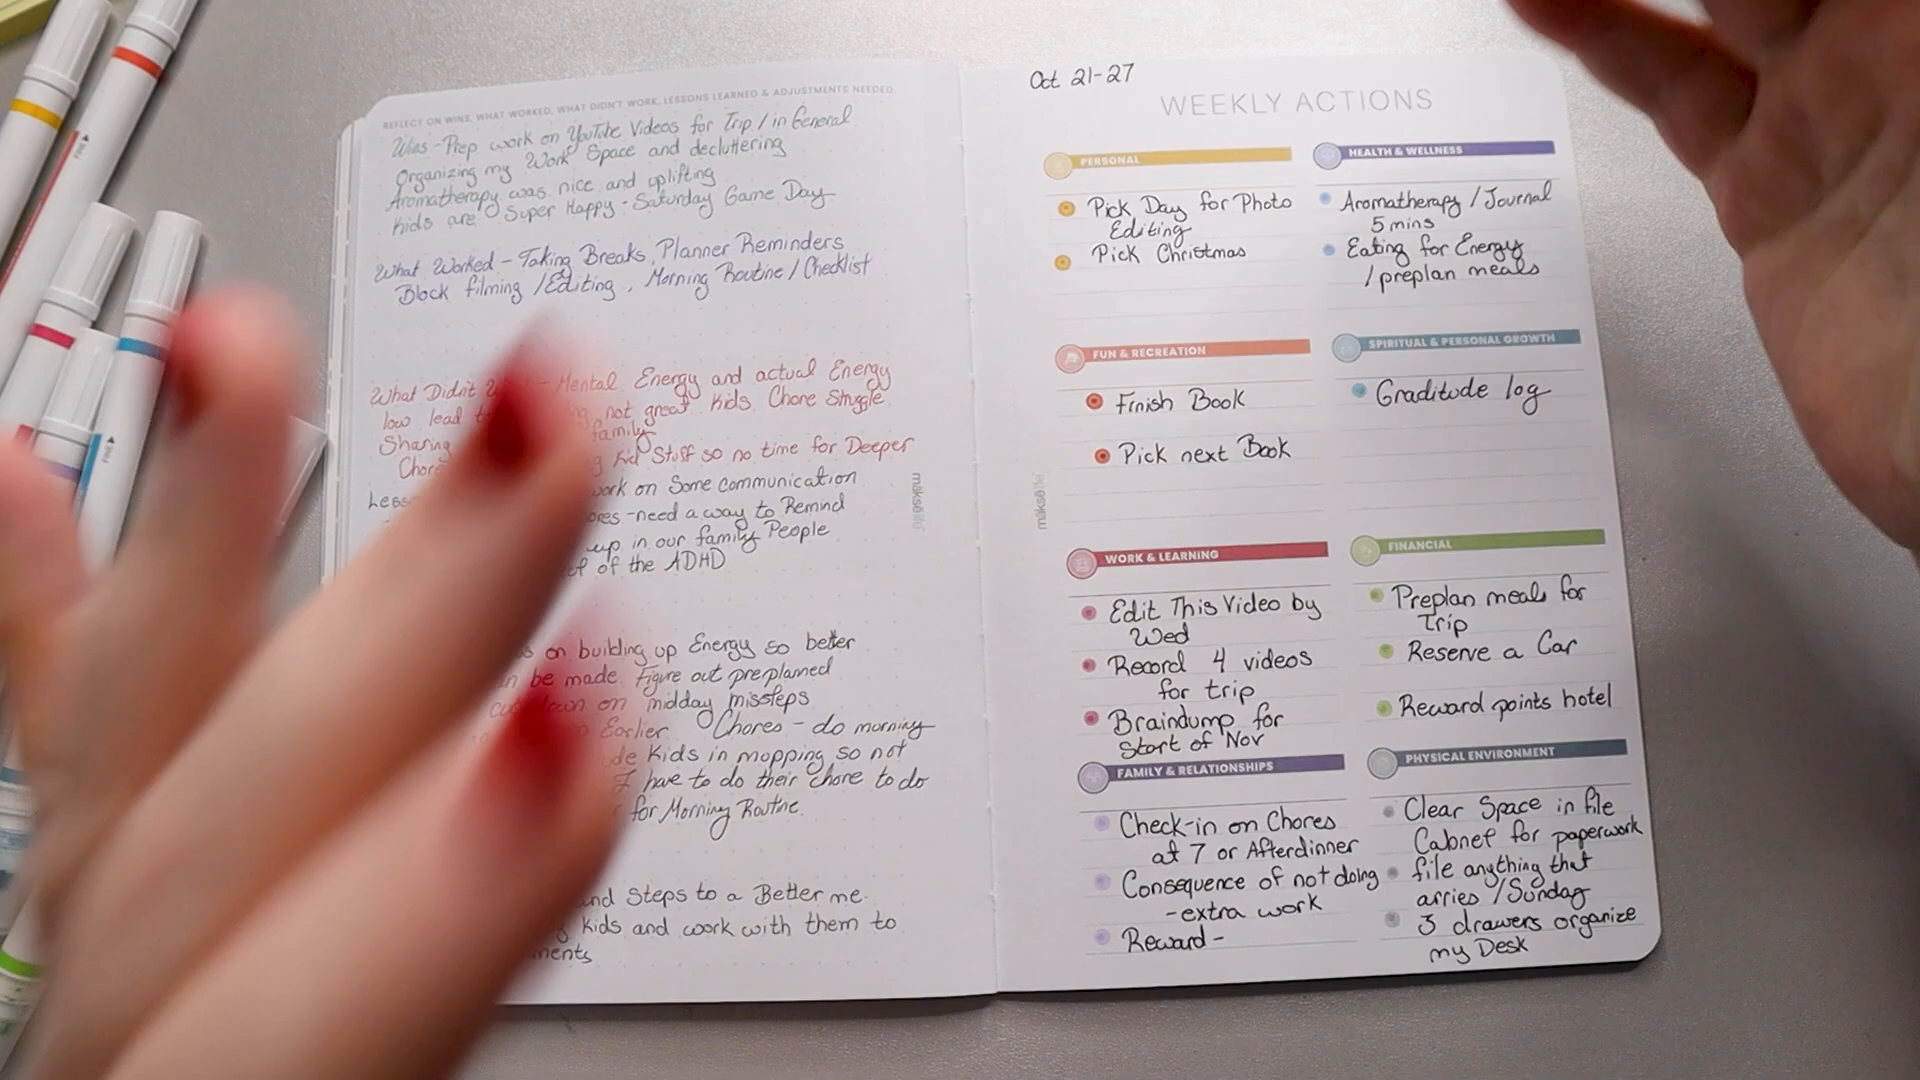 REFLECT ON WINS, WHAT WORKED, WHAT DIDN'T WORK, LESSONS LEARNED & ADJUSTMENTS NEEDED.
Wins - Prep work on YouTube Videos for Trip / in General
Organizing my Work Space and decluttering
Aromatherapy was nice and uplifting
Kids are Super Happy - Saturday Game Day
What Worked - Taking Breaks, Planner Reminders
Block filming / Editing, Morning Routine / Checklist
What Didn't - Mental Energy and actual Energy
low lead not great Kids Chore Struggle
Sharing family
Kid Stuff so no time for Deeper
work on Some communication
need a way to Remind
up in our family People
of the ADHD
on building up Energy so better
be made. Figure out preplanned
down on midday missteps
Earlier Chores - do morning
Kids in mopping so not
I have to do their chore to do
for Morning Routine.
and Steps to a Better me.
kids and work with them to
mäksēlife
Oct 21-27
WEEKLY ACTIONS
PERSONAL
Pick Day for Photo
Editing
Pick Christmas
HEALTH & WELLNESS
Aromatherapy / Journal
5 mins
Eating for Energy
/ preplan meals
FUN & RECREATION
Finish Book
Pick next Book
SPIRITUAL & PERSONAL GROWTH
Graditude log
mäksēlife
WORK & LEARNING
Edit This Video by
Wed
Record 4 videos
for trip
Braindump for
Start of Nov
FINANCIAL
Preplan meals for
Trip
Reserve a Car
Reward points hotel
FAMILY & RELATIONSHIPS
Check-in on Chores
at 7 or Afterdinner
Consequence of not doing
- extra work
Reward -
PHYSICAL ENVIRONMENT
Clear Space in file
Cabnet for paperwork
file anything that
arries / Sunday
3 drawers organize
my Desk
FINE
FINE